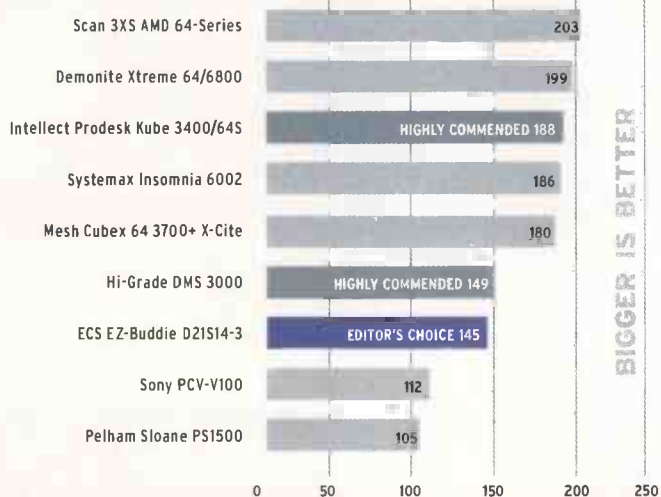 Scan 3XS AMD 64-Series 203
Demonite Xtreme 64/6800 199
Intellect Prodesk Kube 3400/64S HIGHLY COMMENDED 188
Systemax Insomnia 6002 186
Mesh Cubex 64 3700+ X-Cite 180
Hi-Grade DMS 3000 HIGHLY COMMENDED 149
ECS EZ-Buddie D21S14-3 EDITOR'S CHOICE 145
Sony PCV-V100 112
Pelham Sloane PS1500 105
0 50 100 150 200 250
BIGGER IS BETTER